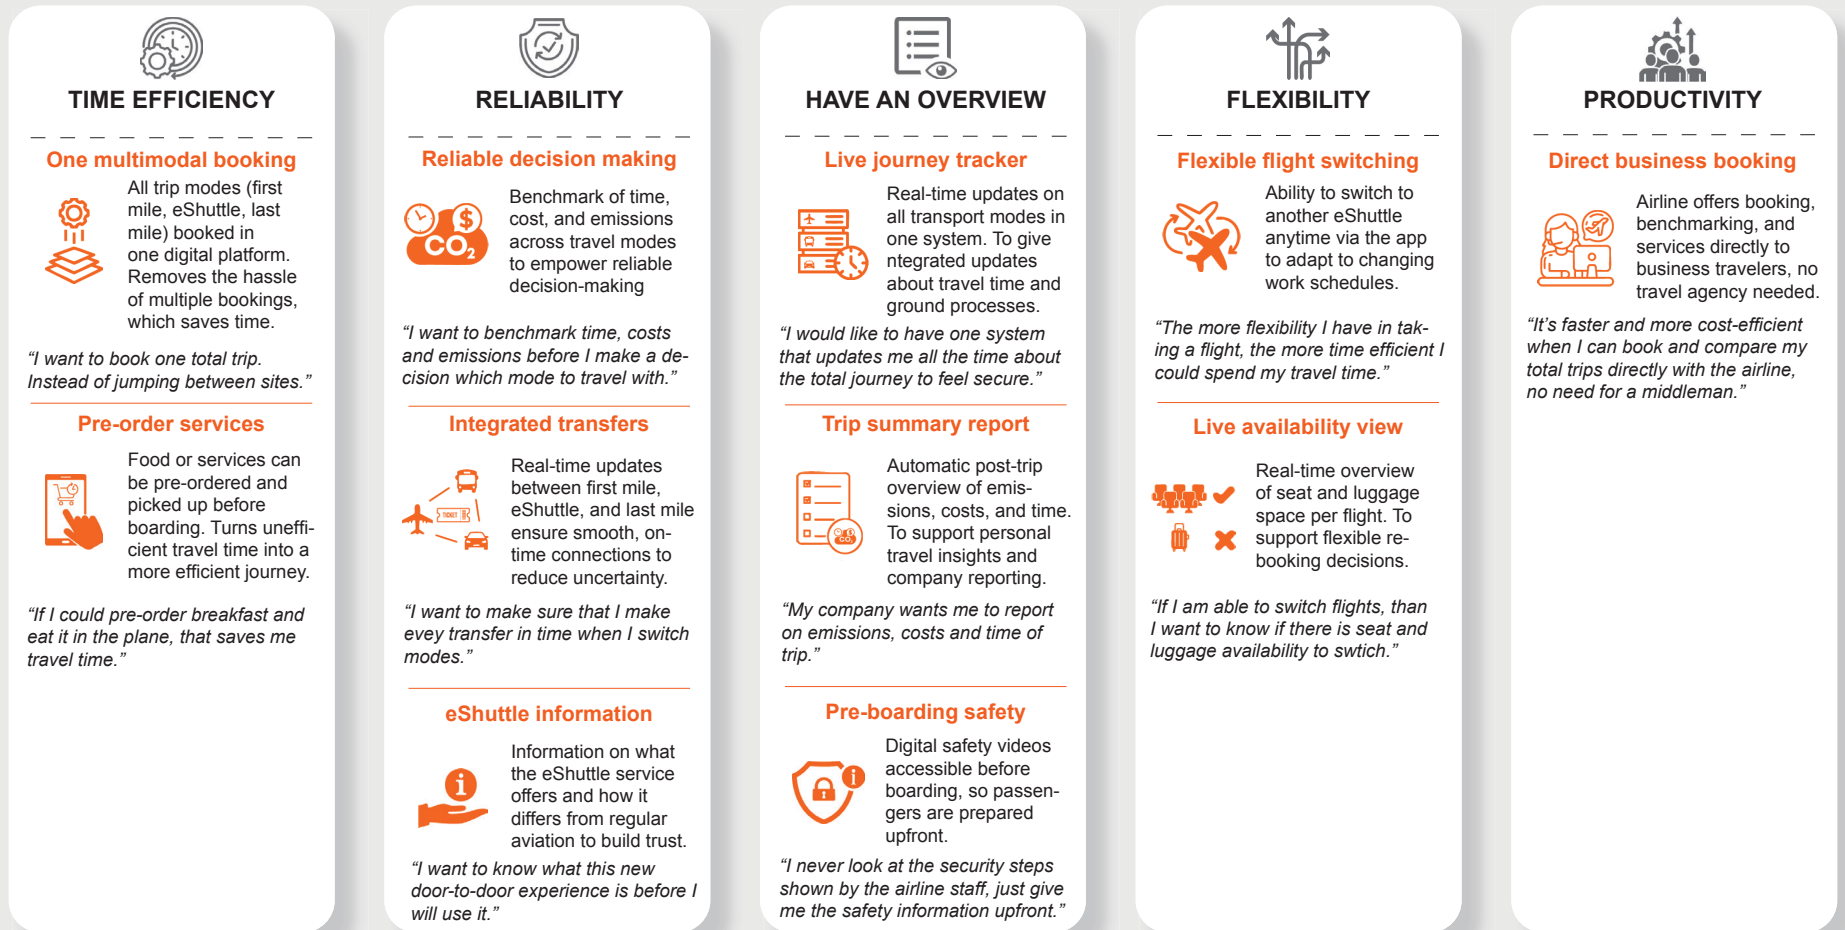 TIME EFFICIENCY
One multimodal booking
All trip modes (first
mile, eShuttle, last
mile) booked in
one digital platform.
Removes the hassle
of multiple bookings,
which saves time.
“I want to book one total trip.
Instead of jumping between sites.”
Pre-order services
Food or services can
be pre-ordered and
picked up before
boarding. Turns uneffi-
cient travel time into a
more efficient journey.
“If I could pre-order breakfast and
eat it in the plane, that saves me
travel time.”
RELIABILITY
Reliable decision making
$
CO2
Benchmark of time,
cost, and emissions
across travel modes
to empower reliable
decision-making
“I want to benchmark time, costs
and emissions before I make a de-
cision which mode to travel with.”
Integrated transfers
TICKET
Real-time updates
between first mile,
eShuttle, and last mile
ensure smooth, on-
time connections to
reduce uncertainty.
“I want to make sure that I make
evey transfer in time when I switch
modes.”
eShuttle information
i
Information on what
the eShuttle service
offers and how it
differs from regular
aviation to build trust.
“I want to know what this new
door-to-door experience is before I
will use it.”
HAVE AN OVERVIEW
Live journey tracker
Real-time updates on
all transport modes in
one system. To give
ntegrated updates
about travel time and
ground processes.
“I would like to have one system
that updates me all the time about
the total journey to feel secure.”
Trip summary report
CO2
Automatic post-trip
overview of emis-
sions, costs, and time.
To support personal
travel insights and
company reporting.
“My company wants me to report
on emissions, costs and time of
trip.”
Pre-boarding safety
i
Digital safety videos
accessible before
boarding, so passen-
gers are prepared
upfront.
“I never look at the security steps
shown by the airline staff, just give
me the safety information upfront.”
FLEXIBILITY
Flexible flight switching
Ability to switch to
another eShuttle
anytime via the app
to adapt to changing
work schedules.
“The more flexibility I have in tak-
ing a flight, the more time efficient I
could spend my travel time.”
Live availability view
Real-time overview
of seat and luggage
space per flight. To
support flexible re-
booking decisions.
“If I am able to switch flights, than
I want to know if there is seat and
luggage availability to swtich.”
PRODUCTIVITY
Direct business booking
Airline offers booking,
benchmarking, and
services directly to
business travelers, no
travel agency needed.
“It’s faster and more cost-efficient
when I can book and compare my
total trips directly with the airline,
no need for a middleman.”